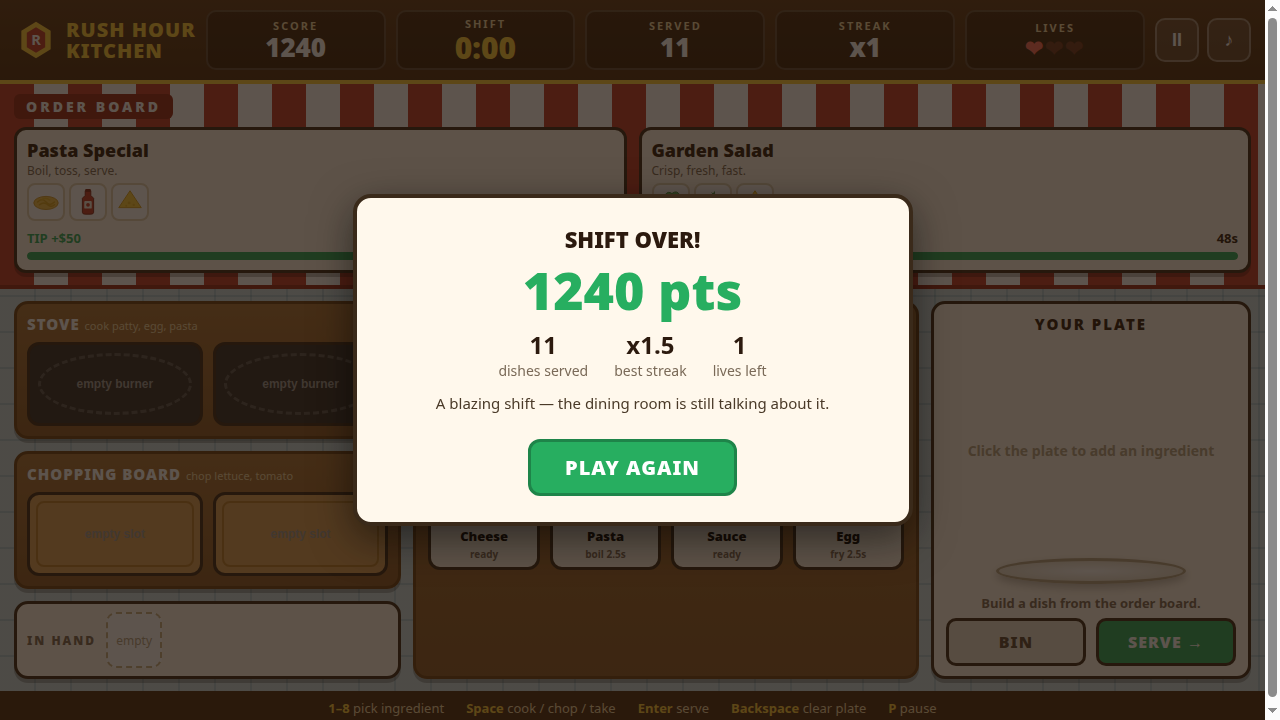 RUSH HOUR
KITCHEN
R
SCORE
1240
SHIFT
0:00
SERVED
11
STREAK
x1
LIVES
ORDER BOARD
Pasta Special
Boil, toss, serve.
TIP +$50
Garden Salad
Crisp, fresh, fast.
48s
SHIFT OVER!
1240 pts
11 x1.5 1
dishes served best streak lives left
A blazing shift — the dining room is still talking about it.
PLAY AGAIN
STOVE cook patty, egg, pasta
empty burner empty burner
CHOPPING BOARD chop lettuce, tomato
empty slot empty slot
IN HAND empty
Cheese Pasta Sauce Egg
ready boil 2.5s ready fry 2.5s
YOUR PLATE
Click the plate to add an ingredient
Build a dish from the order board.
BIN SERVE →
1–8 pick ingredient Space cook / chop / take Enter serve Backspace clear plate P pause